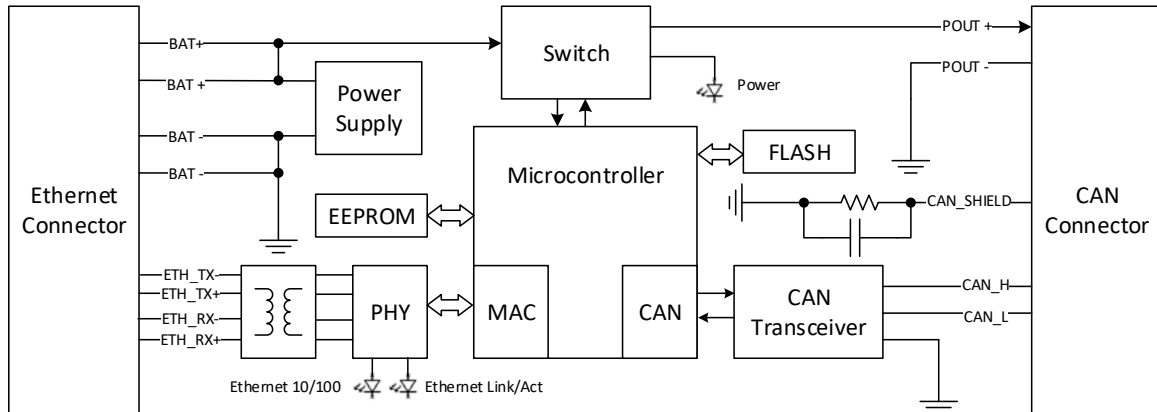 Ethernet
Connector
BAT+
BAT +
BAT -
BAT -
Power
Supply
Switch
Power
POUT +
POUT -
CAN
Connector
Microcontroller
FLASH
EEPROM
CAN_SHIELD
ETH_TX-
ETH_TX+
ETH_RX-
ETH_RX+
PHY
MAC
CAN
CAN
Transceiver
CAN_H
CAN_L
Ethernet 10/100
Ethernet Link/Act